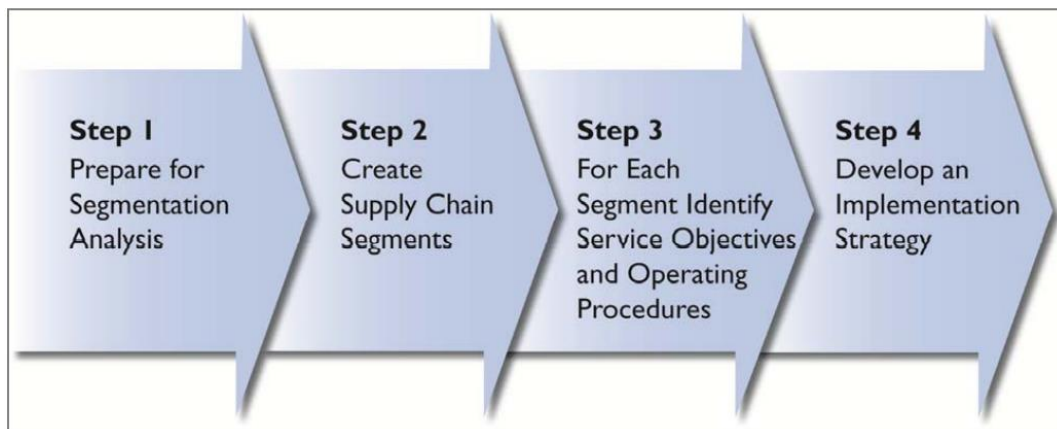 Step 1
Prepare for
Segmentation
Analysis
Step 2
Create
Supply Chain
Segments
Step 3
For Each
Segment Identify
Service Objectives
and Operating
Procedures
Step 4
Develop an
Implementation
Strategy